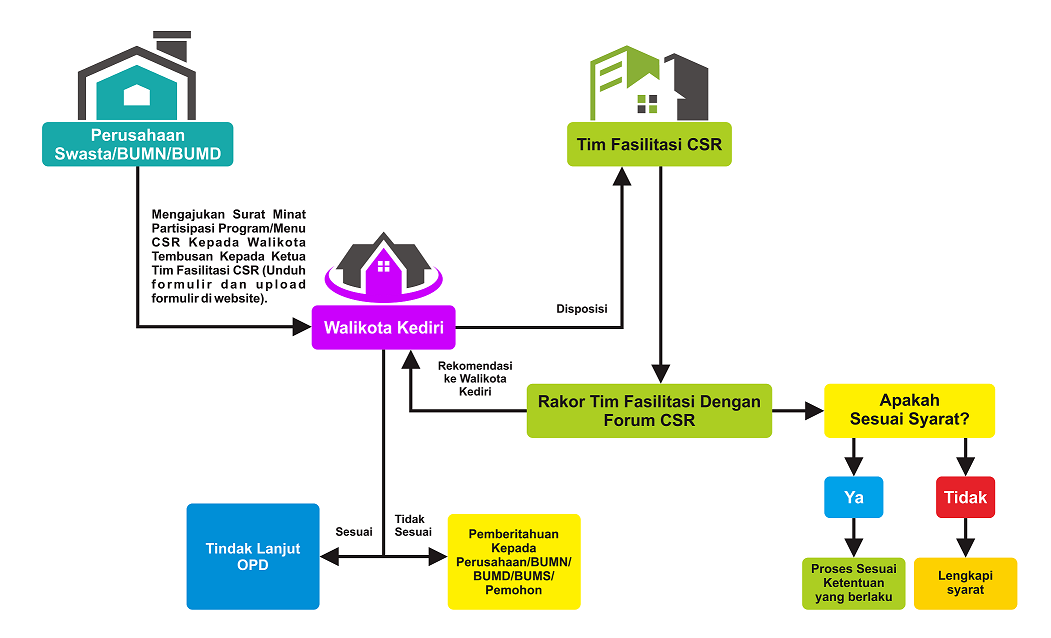 Perusahaan
Swasta/BUMN/BUMD
Tim Fasilitasi CSR
Mengajukan Surat Minat
Partisipasi Program/Menu
CSR Kepada Walikota
Tembusan Kepada Ketua
Tim Fasilitasi CSR (Unduh
formulir dan upload
formulir di website).
Walikota Kediri
Disposisi
Rekomendasi
ke Walikota
Kediri
Rakor Tim Fasilitasi Dengan
Forum CSR
Apakah
Sesuai Syarat?
Ya
Tidak
Sesuai
Tidak
Sesuai
Tindak Lanjut
OPD
Pemberitahuan
Kepada
Perusahaan/BUMN/
BUMD/BUMS/
Pemohon
Proses Sesuai
Ketentuan
yang berlaku
Lengkapi
syarat